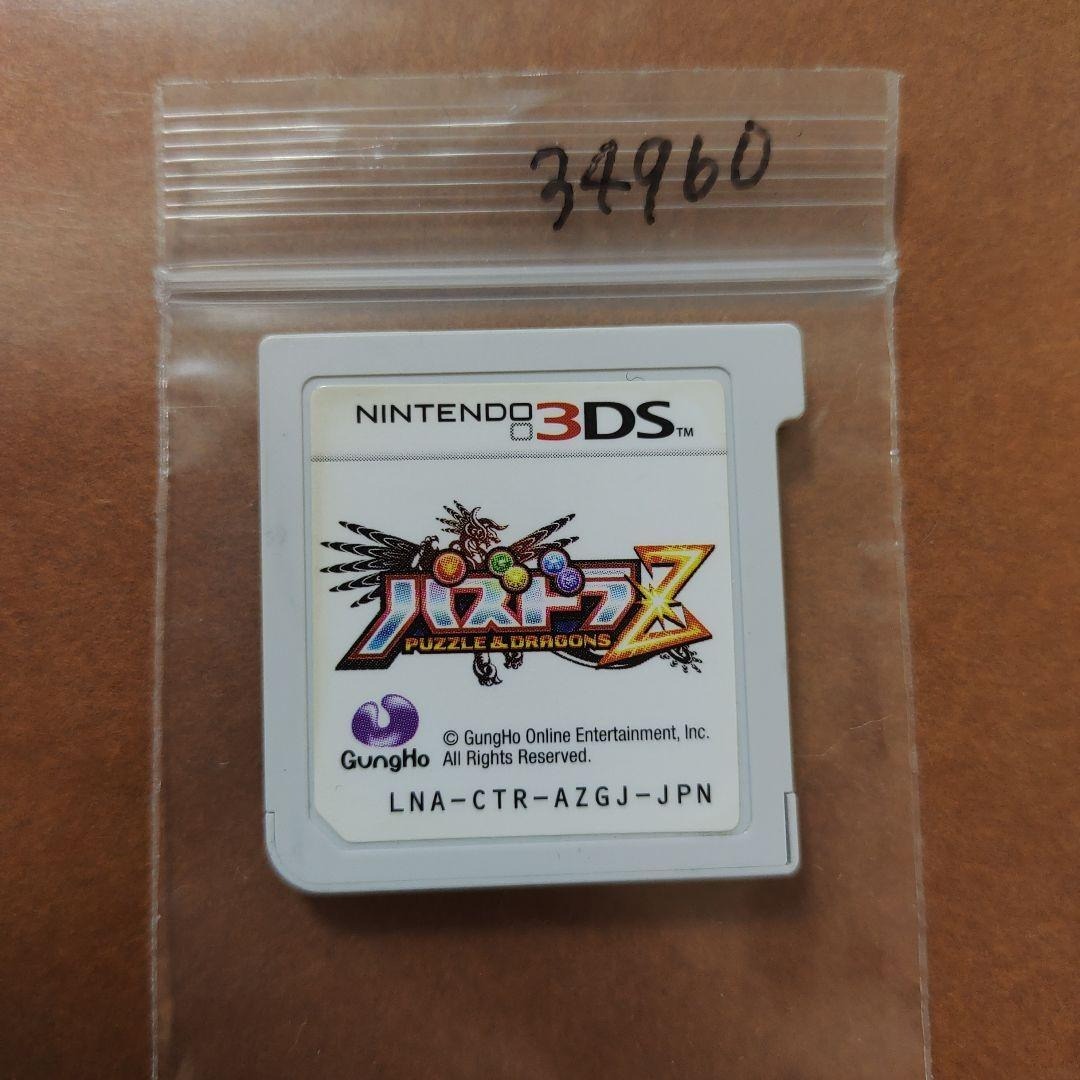 34960
NINTENDO 3DS™
パズドラZ
PUZZLE & DRAGONS
GungHo
© GungHo Online Entertainment, Inc.
All Rights Reserved.
LNA-CTR-AZGJ-JPN